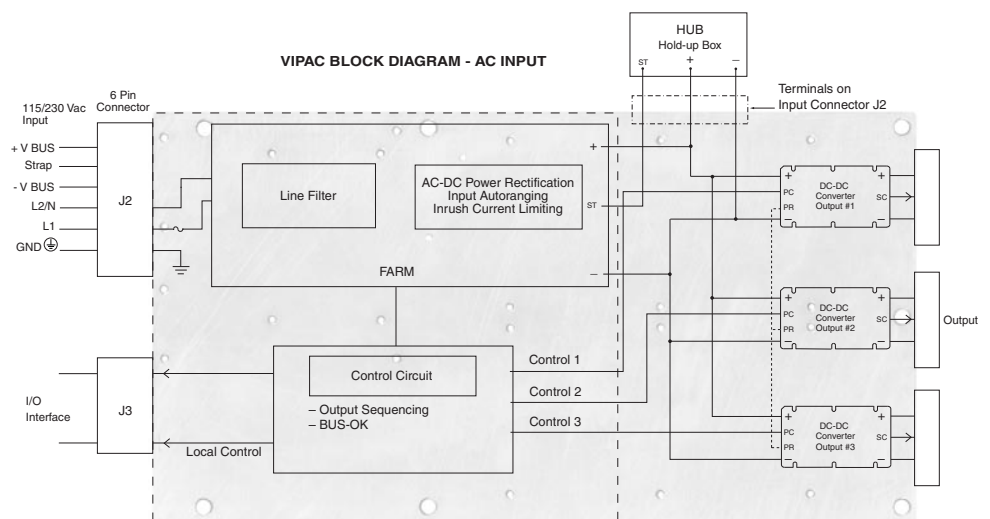 HUB
Hold-up Box
ST + –
VIPAC BLOCK DIAGRAM - AC INPUT
Terminals on
Input Connector J2
6 Pin
Connector
115/230 Vac
Input
+ V BUS
Strap
- V BUS
L2/N
L1
GND
J2
Line Filter
AC-DC Power Rectification
Input Autoranging
Inrush Current Limiting
+
ST
–
FARM
+ +
PC
PR
– –
DC-DC
Converter
Output #1
SC
+ +
PC
PR
– –
DC-DC
Converter
Output #2
SC
Output
+ +
PC
PR
– –
DC-DC
Converter
Output #3
SC
Control Circuit
– Output Sequencing
– BUS-OK
Control 1
Control 2
Control 3
I/O
Interface
J3
Local Control